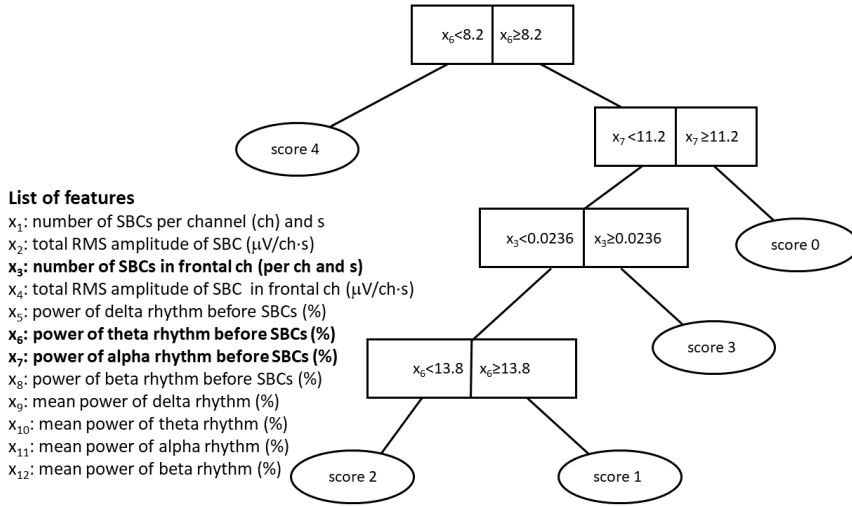 x₆<8.2 x₆≥8.2
score 4
x₇ <11.2 x₇ ≥11.2
List of features
x₁: number of SBCs per channel (ch) and s
x₂: total RMS amplitude of SBC (μV/ch·s)
x₃: number of SBCs in frontal ch (per ch and s)
x₄: total RMS amplitude of SBC in frontal ch (μV/ch·s)
x₅: power of delta rhythm before SBCs (%)
x₆: power of theta rhythm before SBCs (%)
x₇: power of alpha rhythm before SBCs (%)
x₈: power of beta rhythm before SBCs (%)
x₉: mean power of delta rhythm (%)
x₁₀: mean power of theta rhythm (%)
x₁₁: mean power of alpha rhythm (%)
x₁₂: mean power of beta rhythm (%)
x₃<0.0236 x₃≥0.0236
score 0
score 3
x₆<13.8 x₆≥13.8
score 2
score 1